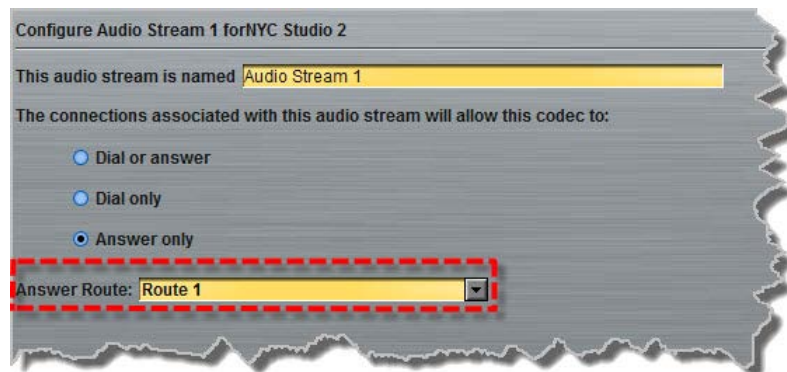 Configure Audio Stream 1 forNYC Studio 2
This audio stream is named Audio Stream 1
The connections associated with this audio stream will allow this codec to:
Dial or answer
Dial only
Answer only
Answer Route: Route 1